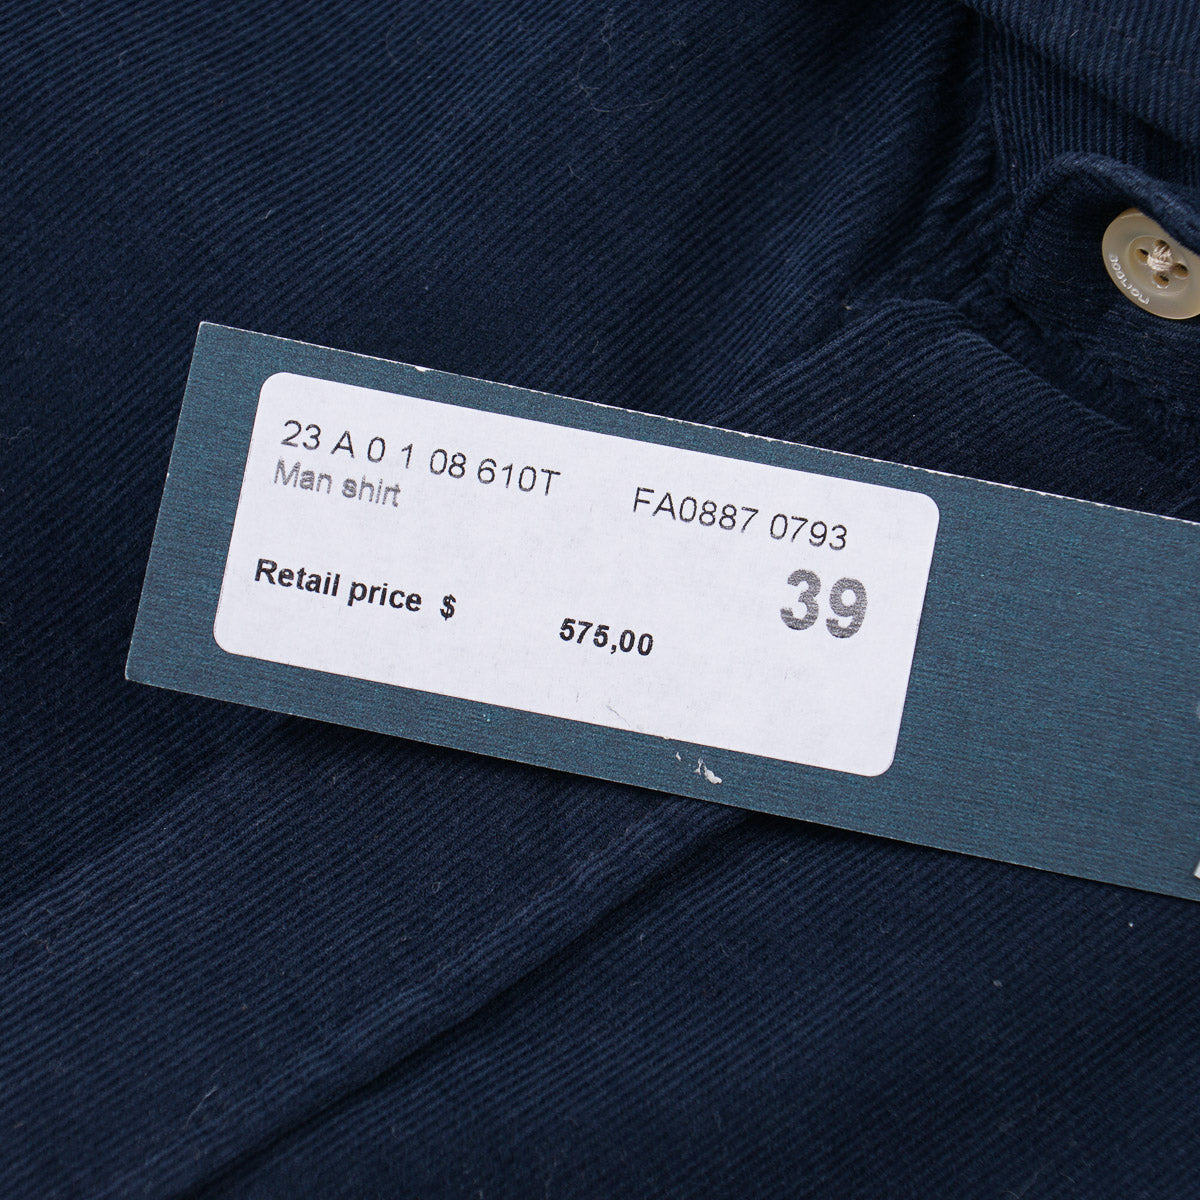 23 A 0 1 08 610T
FA0887 0793
Man shirt
39
Retail price $
575,00